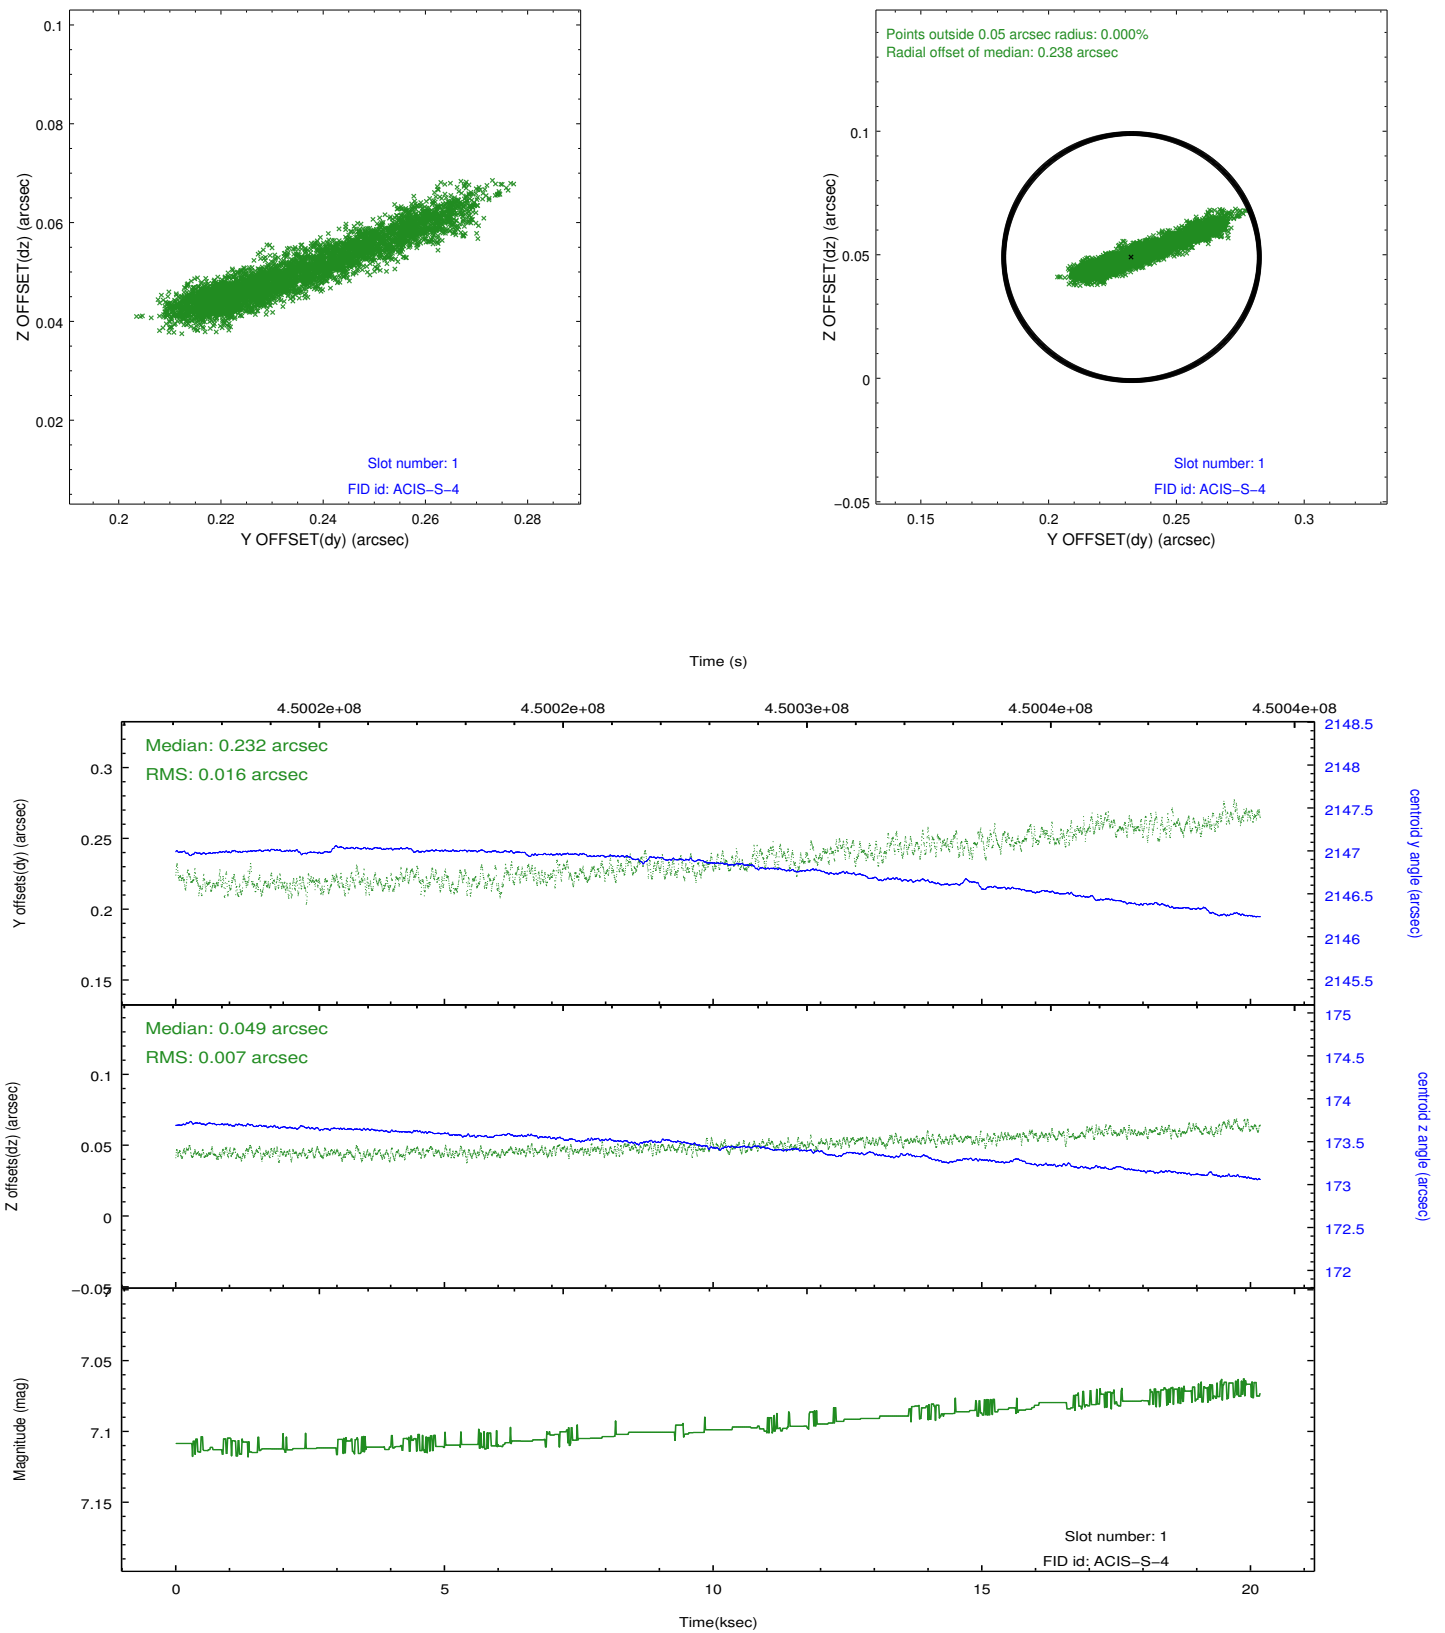 0.1
0.08
0.06
0.04
0.02
Z OFFSET(dz) (arcsec)
Slot number: 1
FID id: ACIS−S−4
0.2 0.22 0.24 0.26 0.28
Y OFFSET(dy) (arcsec)
Points outside 0.05 arcsec radius: 0.000%
Radial offset of median: 0.238 arcsec
0.1
0.05
0
−0.05
Z OFFSET(dz) (arcsec)
Slot number: 1
FID id: ACIS−S−4
0.15 0.2 0.25 0.3
Y OFFSET(dy) (arcsec)
Time (s)
4.5002e+08 4.5002e+08 4.5003e+08 4.5004e+08 4.5004e+08
Median: 0.232 arcsec
RMS: 0.016 arcsec
0.3
0.25
0.2
0.15
Y offsets(dy) (arcsec)
2148.5
2148
2147.5
2147
2146.5
2146
2145.5
centroid y angle (arcsec)
Median: 0.049 arcsec
RMS: 0.007 arcsec
0.1
0.05
0
−0.05
Z offsets(dz) (arcsec)
175
174.5
174
173.5
173
172.5
172
centroid z angle (arcsec)
7
7.05
7.1
7.15
Magnitude (mag)
Slot number: 1
FID id: ACIS−S−4
0 5 10 15 20
Time(ksec)